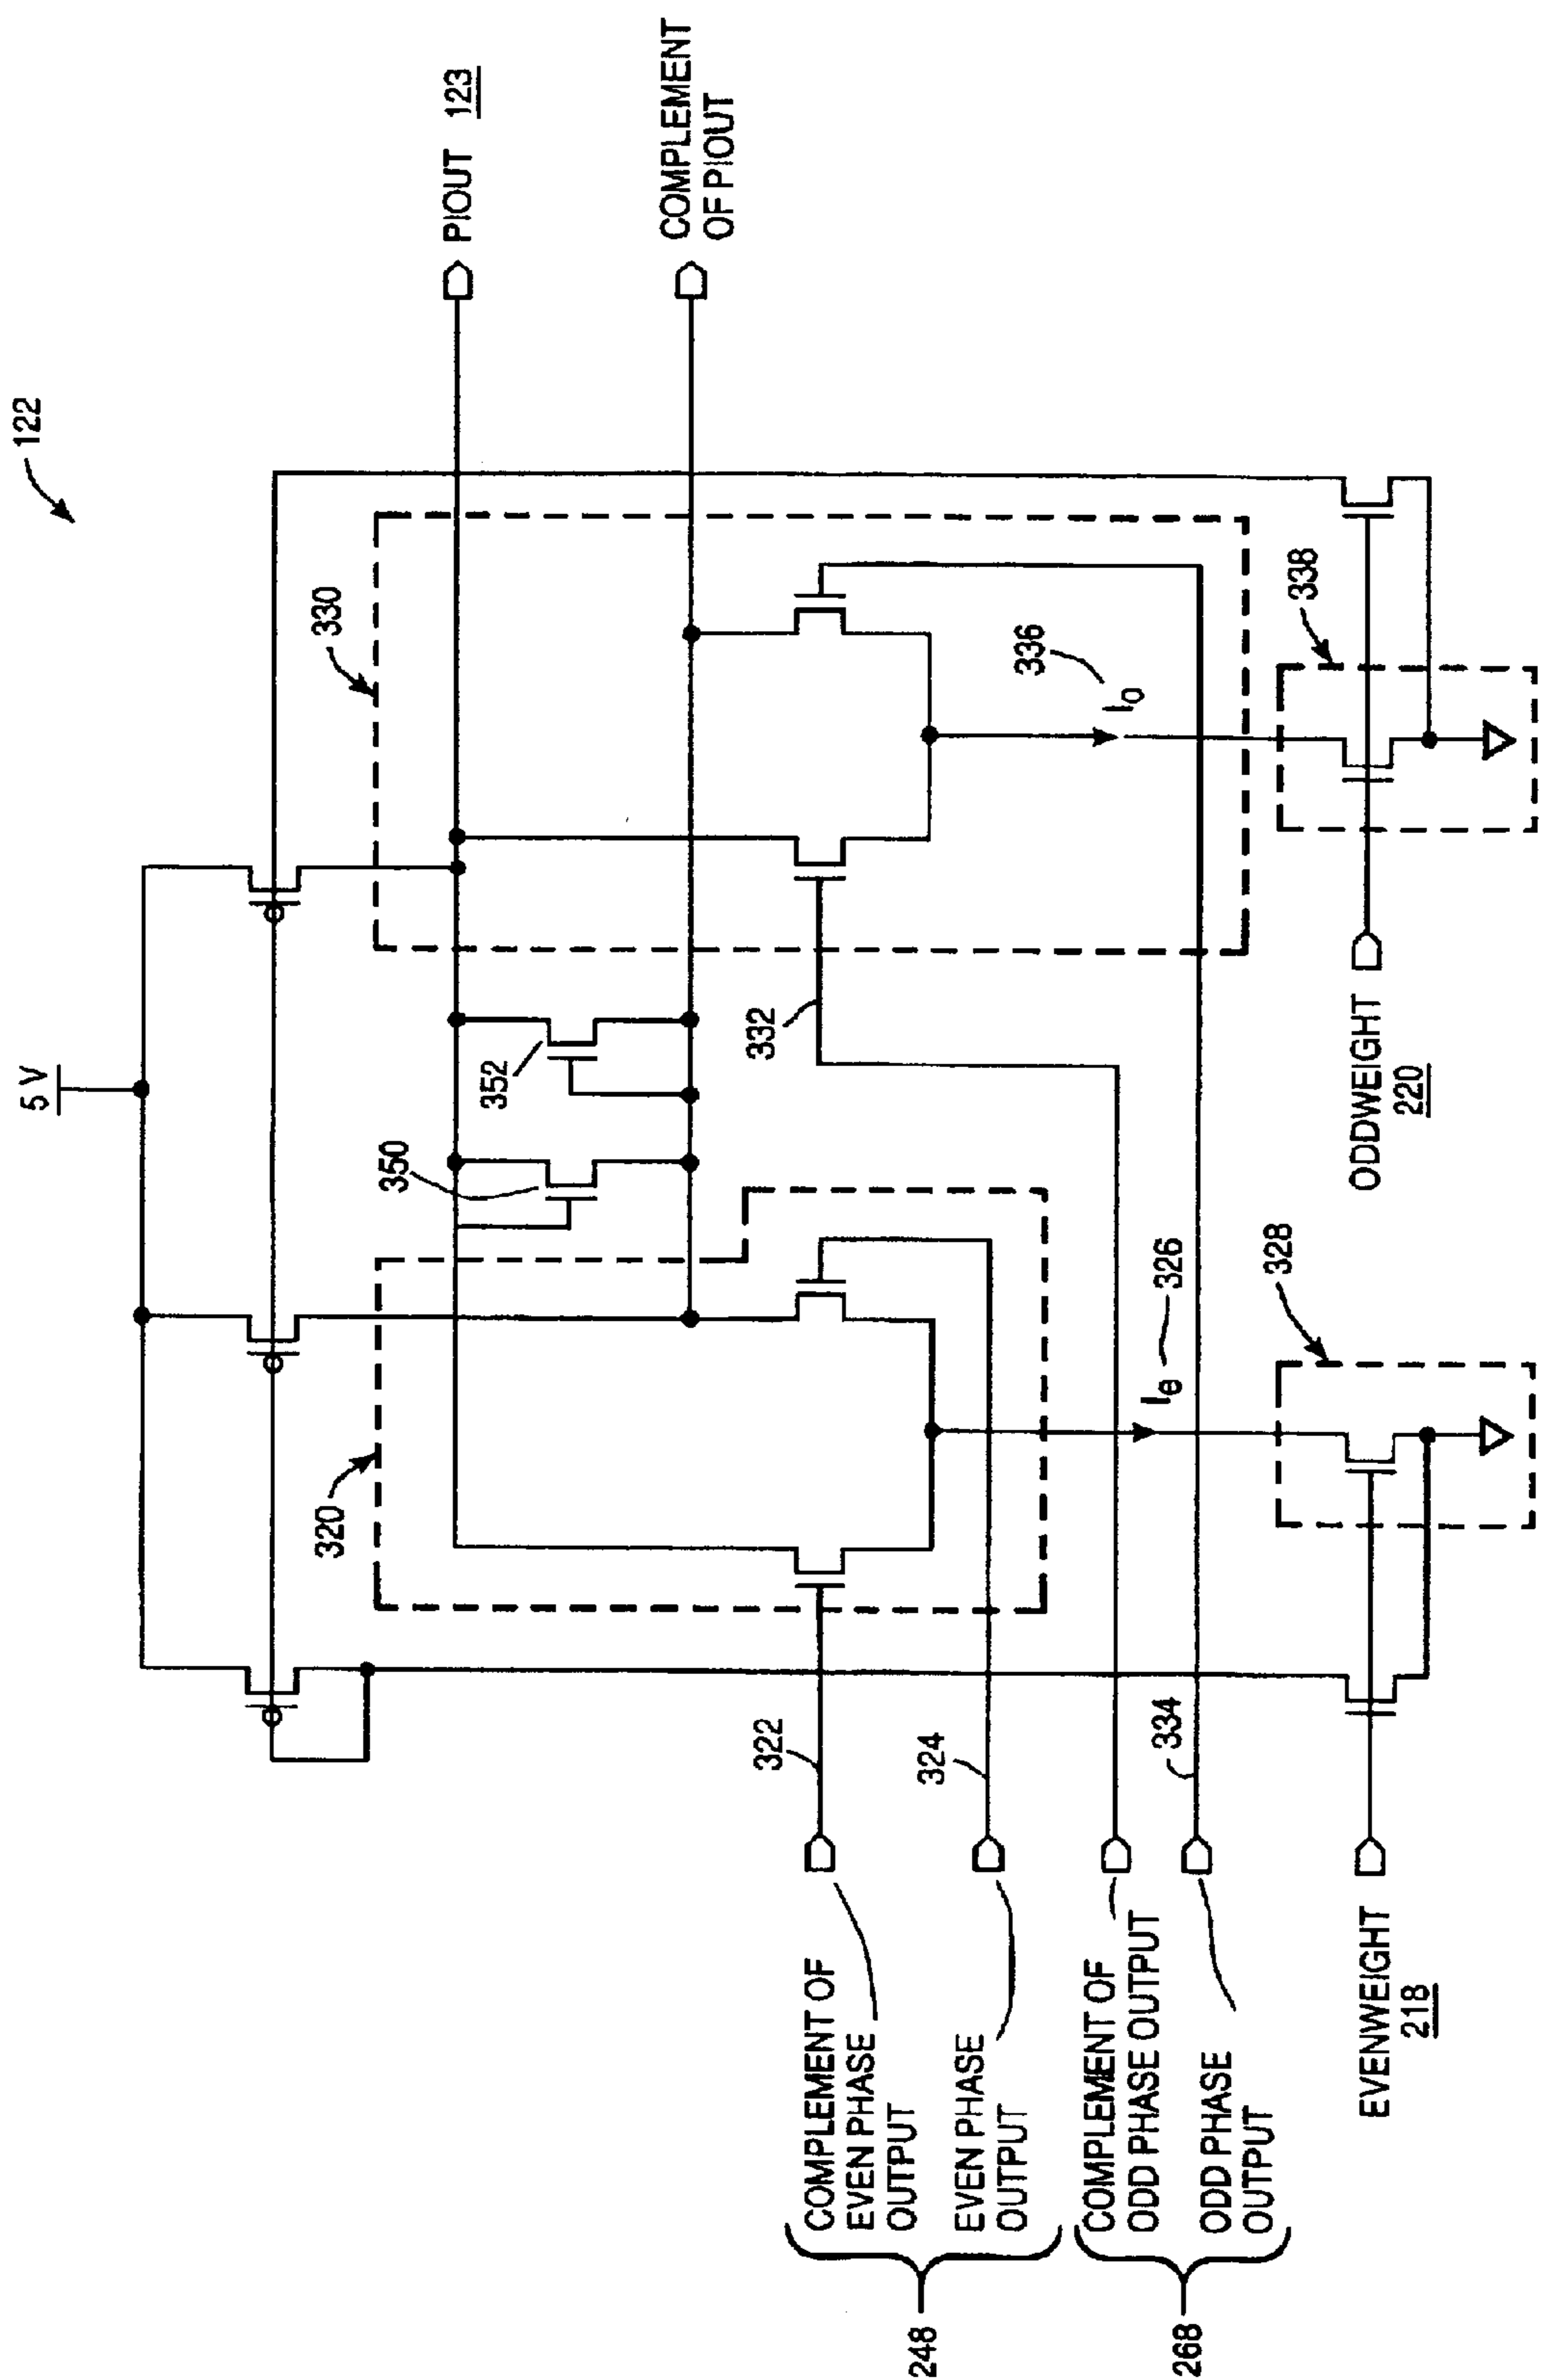 122
5 V
PIOUT 123
COMPLEMENT
OF PIOUT
330
320
350
352
322
324
332
334
336
I0
Ie
326
338
328
COMPLEMENT OF
EVEN PHASE
OUTPUT
EVEN PHASE
OUTPUT
248
COMPLEMENT OF
ODD PHASE OUTPUT
ODD PHASE
OUTPUT
268
EVENWEIGHT
218
ODDWEIGHT
220